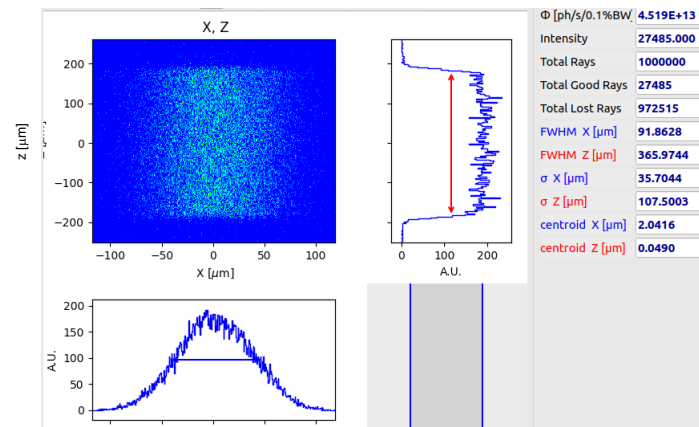 X, Z
200
100
0
−100
−200
z [μm]
−100
−50
0
50
100
X [μm]
0
100
200
A.U.
200
150
100
50
0
A.U.
Φ [ph/s/0.1%BW] 4.519E+13
Intensity 27485.000
Total Rays 1000000
Total Good Rays 27485
Total Lost Rays 972515
FWHM X [μm] 91.8628
FWHM Z [μm] 365.9744
σ X [μm] 35.7044
σ Z [μm] 107.5003
centroid X [μm] 2.0416
centroid Z [μm] 0.0490